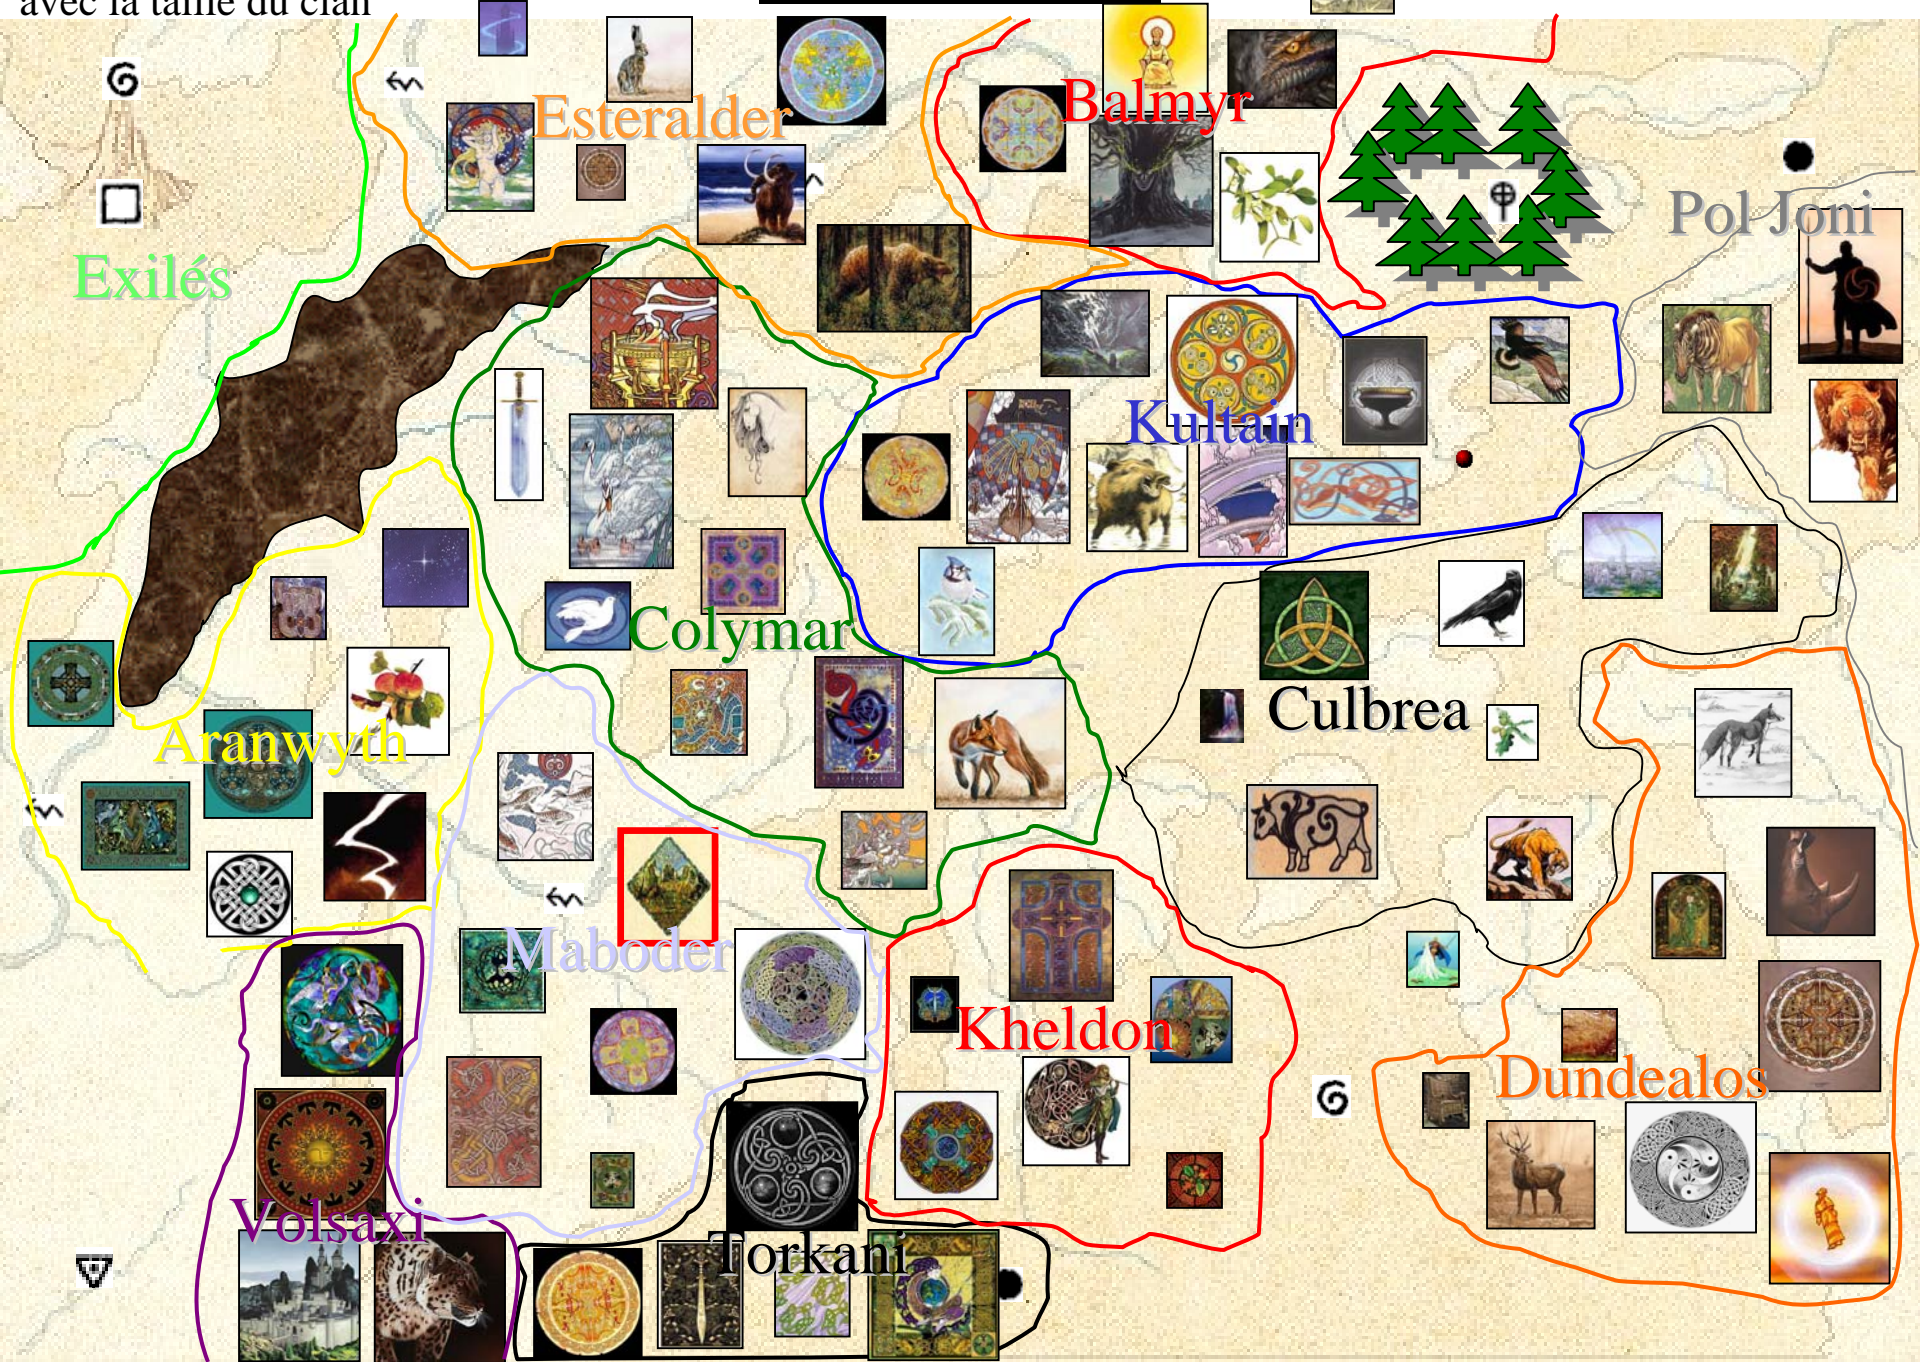 avec la taille du clan
Esteralder
Balmyr
Pol Joni
Exilés
Kultain
Colymar
Culbrea
Aranwyth
Maboder
Kheldon
Dundealos
Volsaxi
Torkani